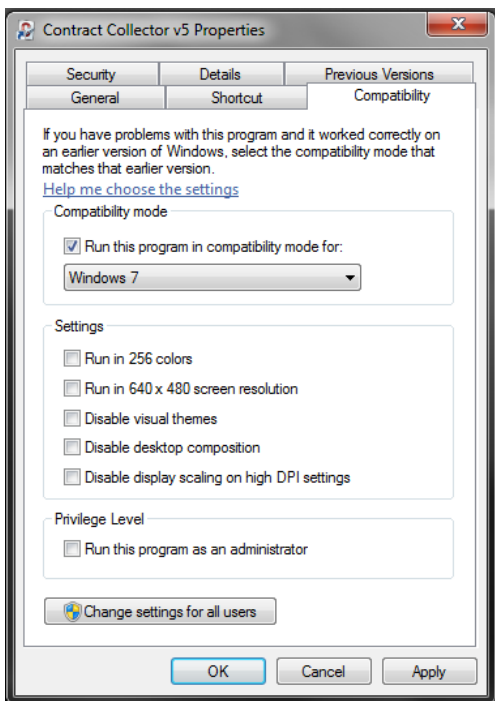 Contract Collector v5 Properties
Security Details Previous Versions
General Shortcut Compatibility
If you have problems with this program and it worked correctly on
an earlier version of Windows, select the compatibility mode that
matches that earlier version.
Help me choose the settings
Compatibility mode
Run this program in compatibility mode for:
Windows 7
Settings
Run in 256 colors
Run in 640 x 480 screen resolution
Disable visual themes
Disable desktop composition
Disable display scaling on high DPI settings
Privilege Level
Run this program as an administrator
Change settings for all users
OK Cancel Apply